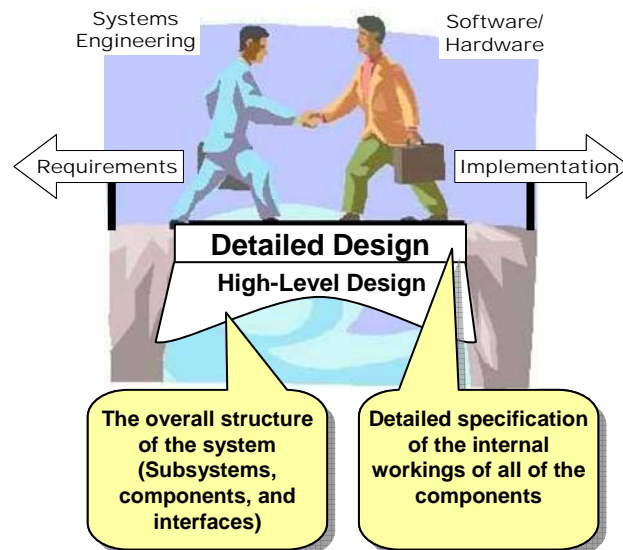 Systems
Engineering
Software/
Hardware
Requirements
Implementation
Detailed Design
High-Level Design
The overall structure
of the system
(Subsystems,
components, and
interfaces)
Detailed specification
of the internal
workings of all of the
components